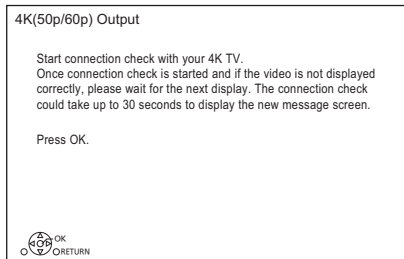 4K(50p/60p) Output
Start connection check with your 4K TV.
Once connection check is started and if the video is not displayed
correctly, please wait for the next display. The connection check
could take up to 30 seconds to display the new message screen.
Press OK.
OK
RETURN